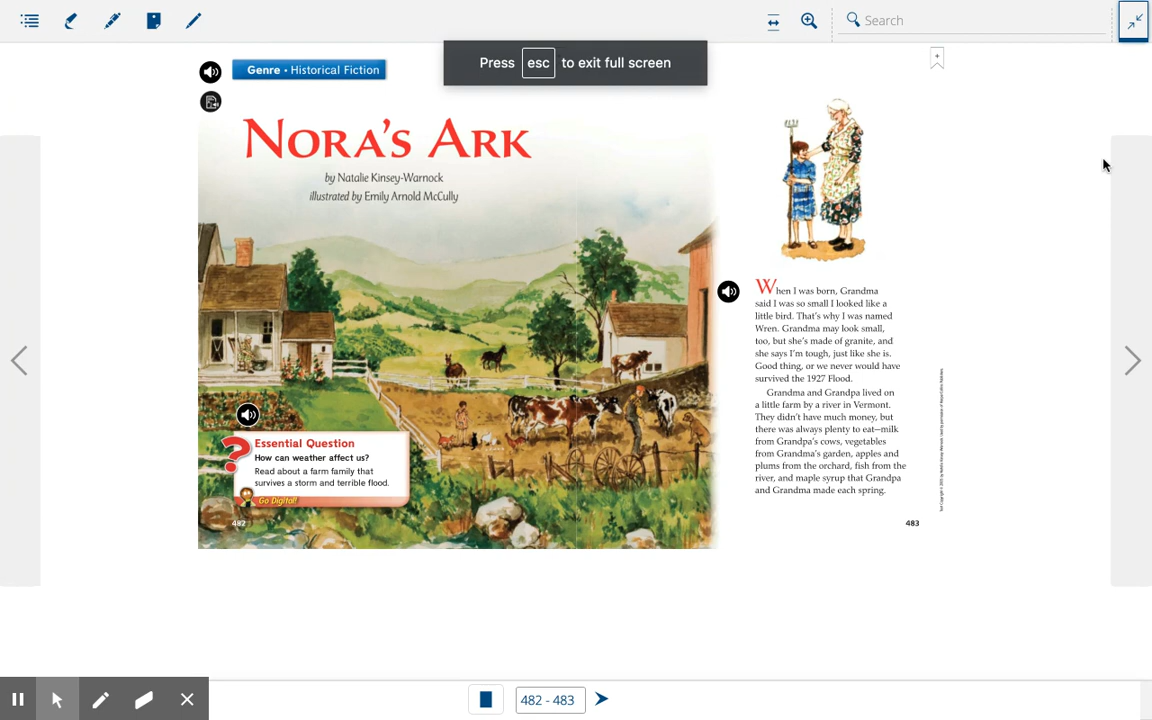 Search
Press esc to exit full screen
Genre • Historical Fiction
NORA'S ARK
by Natalie Kinsey-Warnock
illustrated by Emily Arnold McCully
When I was born, Grandma
said I was so small I looked like a
little bird. That's why I was named
Wren. Grandma may look small,
too, but she's made of granite, and
she says I'm tough, just like she is.
Good thing, or we never would have
survived the 1927 Flood.
Grandma and Grandpa lived on
a little farm by a river in Vermont.
They didn't have much money, but
there was always plenty to eat—milk
from Grandpa's cows, vegetables
from Grandma's garden, apples and
plums from the orchard, fish from the
river, and maple syrup that Grandpa
and Grandma made each spring.
? Essential Question
How can weather affect us?
Read about a farm family that
survives a storm and terrible flood.
Go Digital!
482
483
482 - 483